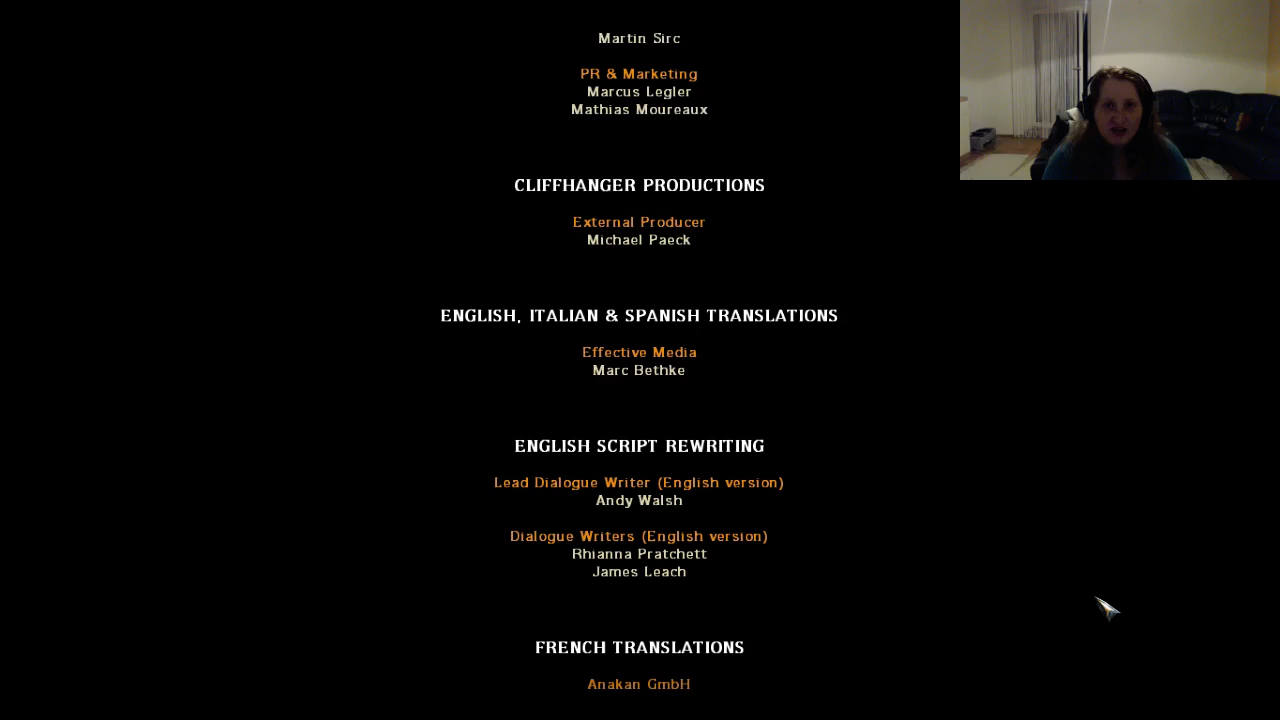 Martin Sirc
PR & Marketing
Marcus Legler
Mathias Moureaux
CLIFFHANGER PRODUCTIONS
External Producer
Michael Paeck
ENGLISH, ITALIAN & SPANISH TRANSLATIONS
Effective Media
Marc Bethke
ENGLISH SCRIPT REWRITING
Lead Dialogue Writer (English version)
Andy Walsh
Dialogue Writers (English version)
Rhianna Pratchett
James Leach
FRENCH TRANSLATIONS
Anakan GmbH